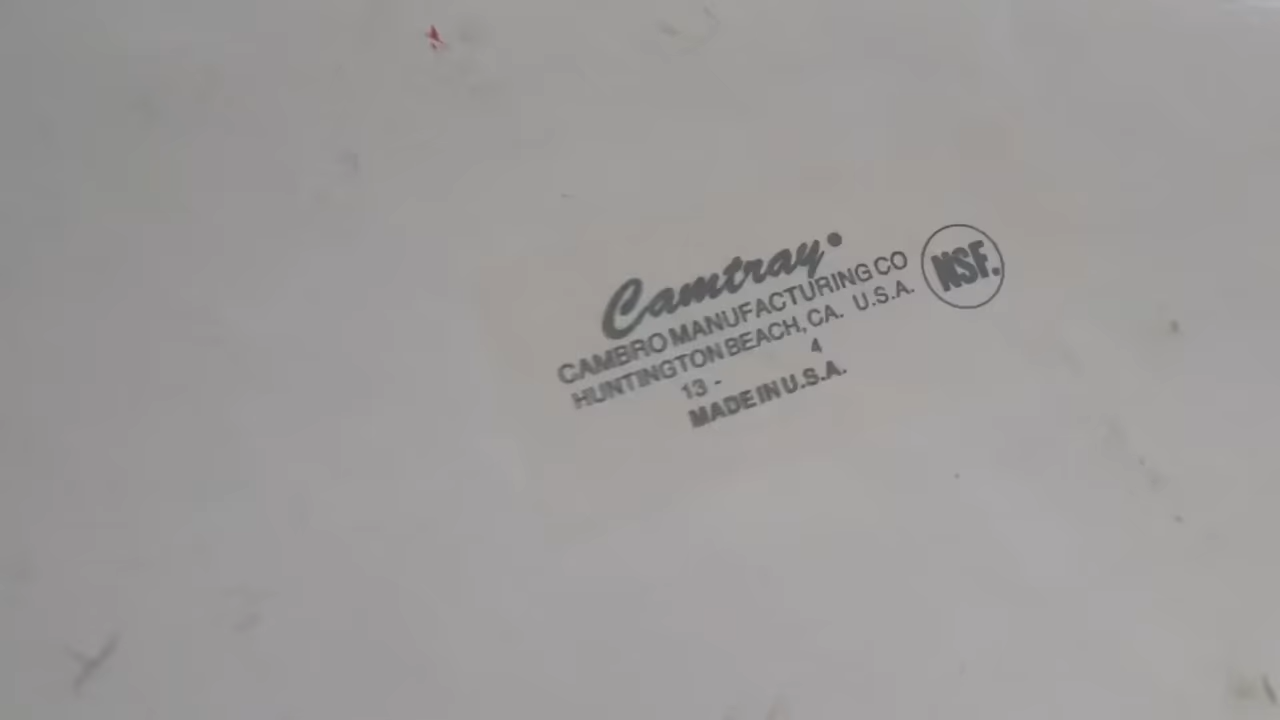 Camtray®
CAMBRO MANUFACTURING CO
HUNTINGTON BEACH, CA. U.S.A.
13 - 4
MADE IN U.S.A.
NSF.